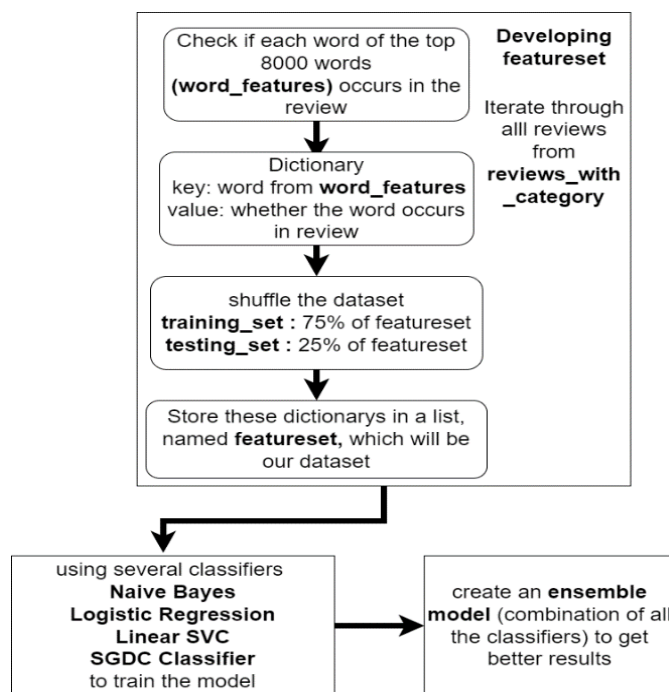 Check if each word of the top
8000 words
(word_features) occurs in the
review
Developing
featureset
Iterate through
alll reviews
from
reviews_with
_category
Dictionary
key: word from word_features
value: whether the word occurs
in review
shuffle the dataset
training_set : 75% of featureset
testing_set : 25% of featureset
Store these dictionarys in a list,
named featureset, which will be
our dataset
using several classifiers
Naive Bayes
Logistic Regression
Linear SVC
SGDC Classifier
to train the model
create an ensemble
model (combination of all
the classifiers) to get
better results